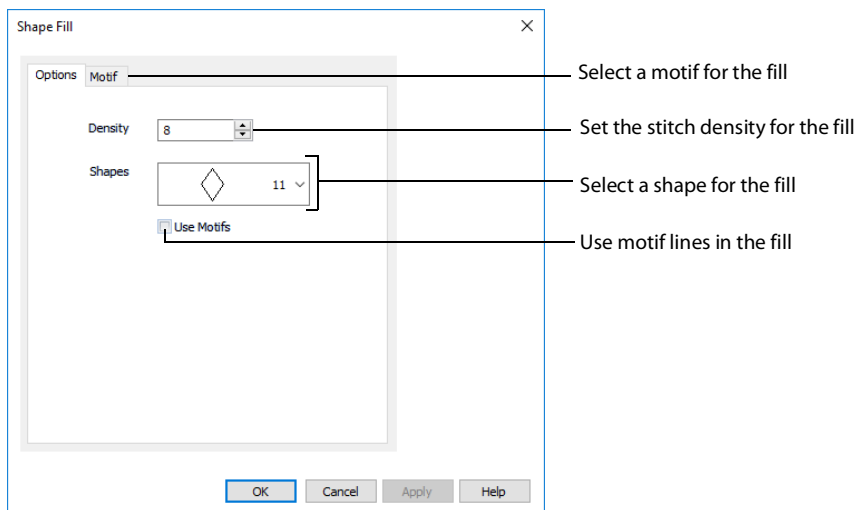 Shape Fill
Options Motif
Select a motif for the fill
Density 8
Set the stitch density for the fill
Shapes 11
Select a shape for the fill
Use Motifs
Use motif lines in the fill
OK Cancel Apply Help